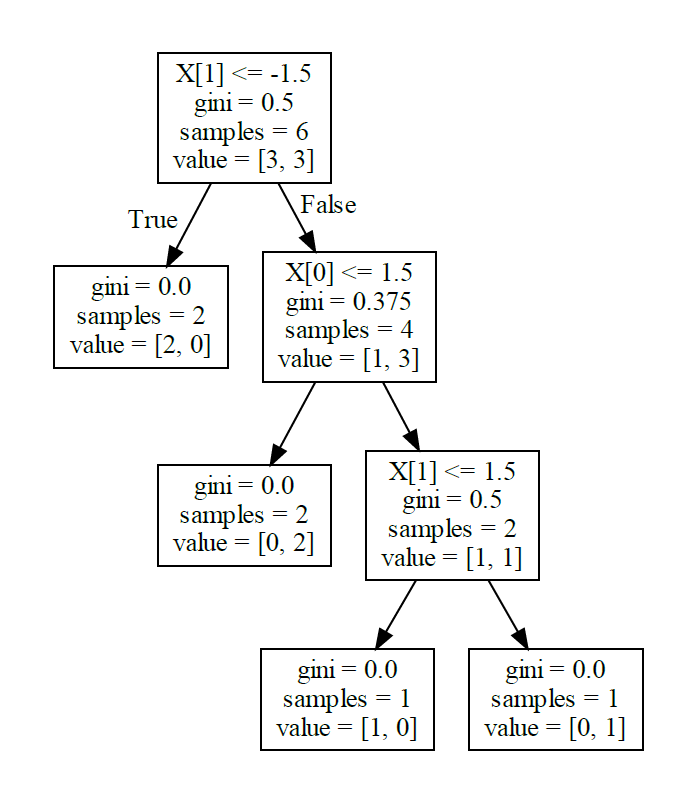 X[1] <= -1.5
gini = 0.5
samples = 6
value = [3, 3]
True
False
gini = 0.0
samples = 2
value = [2, 0]
X[0] <= 1.5
gini = 0.375
samples = 4
value = [1, 3]
gini = 0.0
samples = 2
value = [0, 2]
X[1] <= 1.5
gini = 0.5
samples = 2
value = [1, 1]
gini = 0.0
samples = 1
value = [1, 0]
gini = 0.0
samples = 1
value = [0, 1]